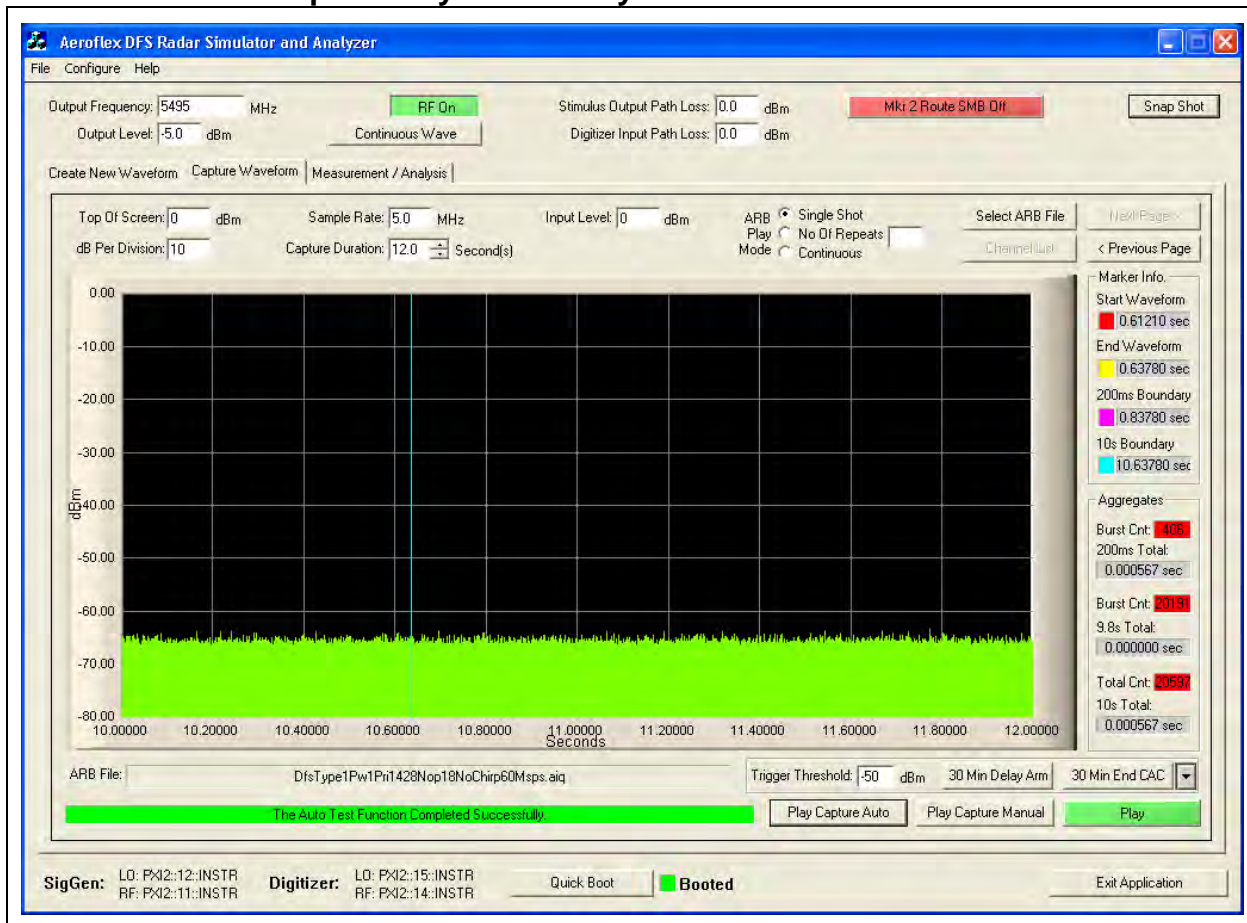 Aeroflex DFS Radar Simulator and Analyzer
File Configure Help
Output Frequency: 5495 MHz
RF On
Stimulus Output Path Loss: 0.0 dBm
Mkr 2 Route SMB Off
Snap Shot
Output Level: -5.0 dBm
Continuous Wave
Digitizer Input Path Loss: 0.0 dBm
Create New Waveform Capture Waveform Measurement / Analysis
Top Of Screen: 0 dBm
Sample Rate: 5.0 MHz
Input Level: 0 dBm
ARB Play Mode
Single Shot
No Of Repeats
Continuous
Select ARB File
Next Page >
dB Per Division: 10
Capture Duration: 12.0 Second(s)
Channel List
< Previous Page
0.00
-10.00
-20.00
-30.00
-40.00
-50.00
-60.00
-70.00
-80.00
dBm
10.00000 10.20000 10.40000 10.60000 10.80000 11.00000 11.20000 11.40000 11.60000 11.80000 12.00000
Seconds
Marker Info.
Start Waveform
0.61210 sec
End Waveform
0.63780 sec
200ms Boundary
0.83780 sec
10s Boundary
10.63780 sec
Aggregates
Burst Cnt: 406
200ms Total:
0.000567 sec
Burst Cnt: 20191
9.8s Total:
0.000000 sec
Total Cnt: 20597
10s Total:
0.000567 sec
ARB File: DfsType1Pw1Pri1428Nop18NoChirp60Msps.aiq
Trigger Threshold: -50 dBm
30 Min Delay Arm
30 Min End CAC
The Auto Test Function Completed Successfully.
Play Capture Auto
Play Capture Manual
Play
SigGen: LO: PXI2::12::INSTR
RF: PXI2::11::INSTR
Digitizer: LO: PXI2::15::INSTR
RF: PXI2::14::INSTR
Quick Boot
Booted
Exit Application